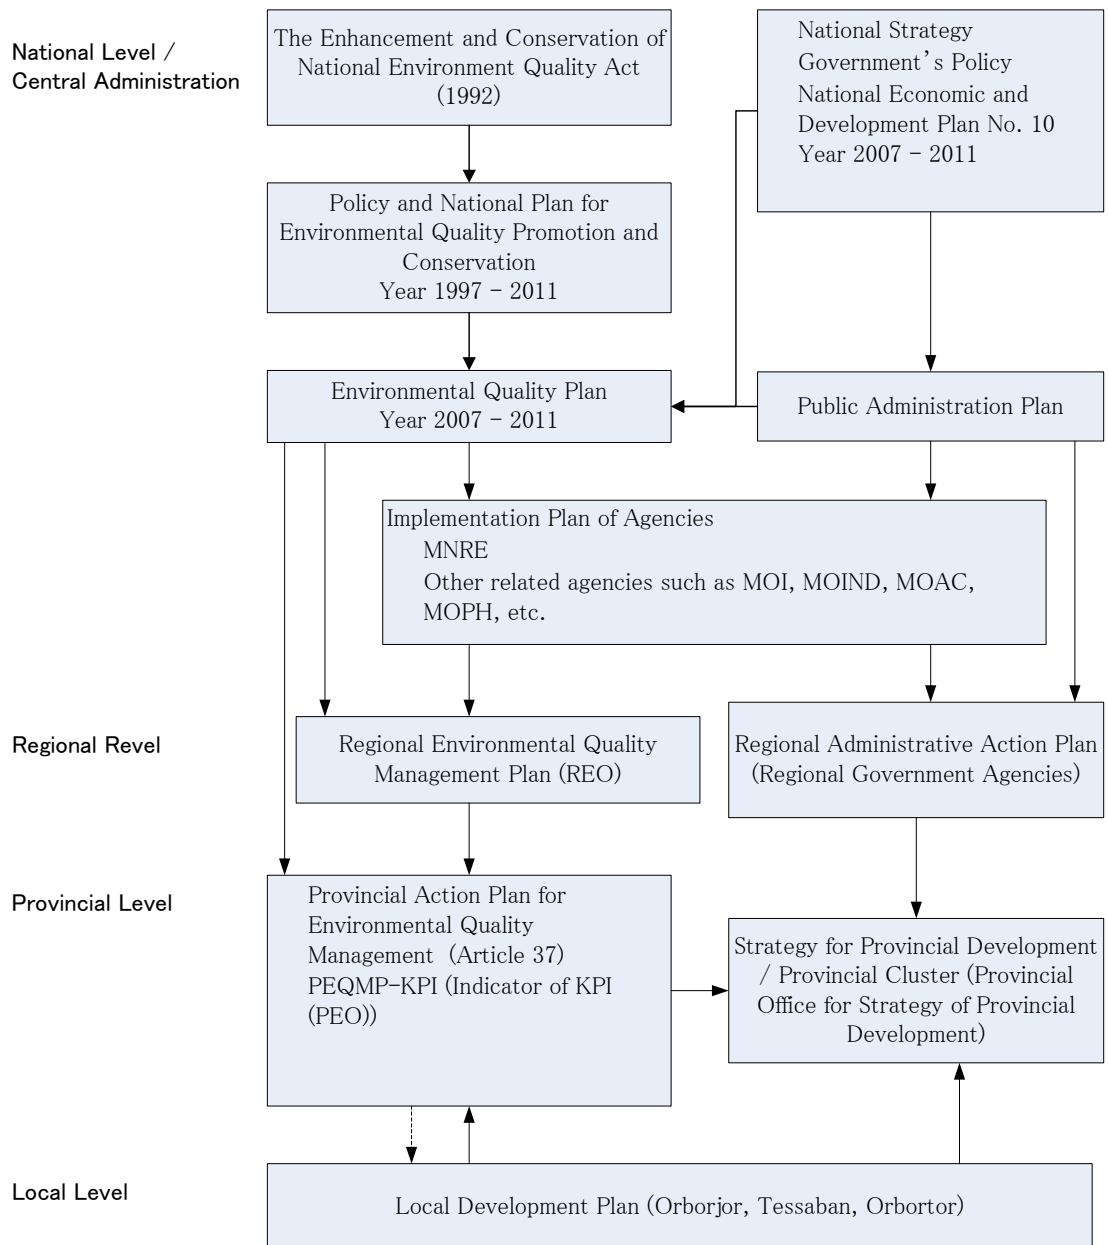 National Level /
Central Administration
The Enhancement and Conservation of
National Environment Quality Act
(1992)
National Strategy
Government's Policy
National Economic and
Development Plan No. 10
Year 2007 - 2011
Policy and National Plan for
Environmental Quality Promotion and
Conservation
Year 1997 - 2011
Environmental Quality Plan
Year 2007 - 2011
Public Administration Plan
Implementation Plan of Agencies
MNRE
Other related agencies such as MOI, MOIND, MOAC,
MOPH, etc.
Regional Revel
Regional Environmental Quality
Management Plan (REO)
Regional Administrative Action Plan
(Regional Government Agencies)
Provincial Level
Provincial Action Plan for
Environmental Quality
Management (Article 37)
PEQMP-KPI (Indicator of KPI
(PEO))
Strategy for Provincial Development
/ Provincial Cluster (Provincial
Office for Strategy of Provincial
Development)
Local Level
Local Development Plan (Orborjor, Tessaban, Orbortor)